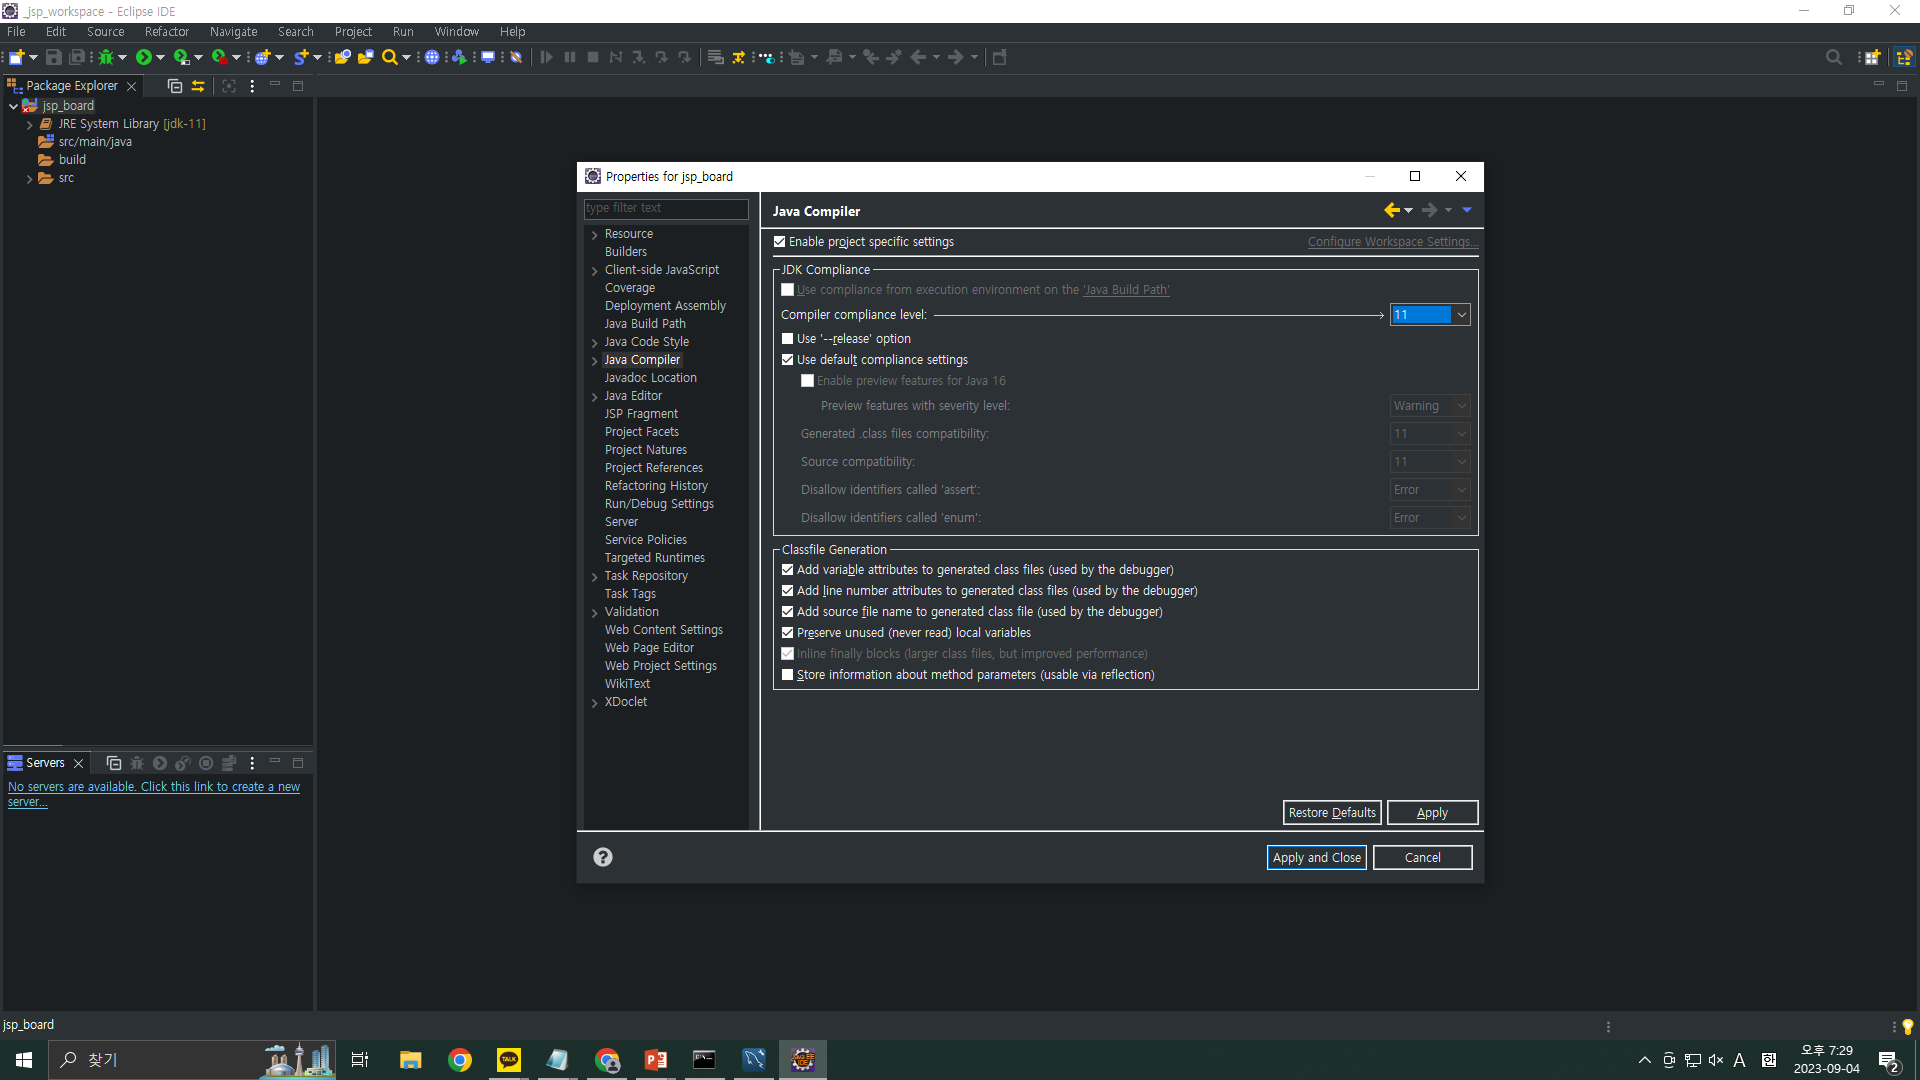 _jsp_workspace - Eclipse IDE
File Edit Source Refactor Navigate Search Project Run Window Help
Package Explorer
jsp_board
JRE System Library [jdk-11]
src/main/java
build
src
Properties for jsp_board
type filter text
Resource
Builders
Client-side JavaScript
Coverage
Deployment Assembly
Java Build Path
Java Code Style
Java Compiler
Javadoc Location
Java Editor
JSP Fragment
Project Facets
Project Natures
Project References
Refactoring History
Run/Debug Settings
Server
Service Policies
Targeted Runtimes
Task Repository
Task Tags
Validation
Web Content Settings
Web Page Editor
Web Project Settings
WikiText
XDoclet
Java Compiler
Enable project specific settings Configure Workspace Settings...
JDK Compliance
Use compliance from execution environment on the 'Java Build Path'
Compiler compliance level: 11
Use '--release' option
Use default compliance settings
Enable preview features for Java 16
Preview features with severity level: Warning
Generated .class files compatibility: 11
Source compatibility: 11
Disallow identifiers called 'assert': Error
Disallow identifiers called 'enum': Error
Classfile Generation
Add variable attributes to generated class files (used by the debugger)
Add line number attributes to generated class files (used by the debugger)
Add source file name to generated class file (used by the debugger)
Preserve unused (never read) local variables
Inline finally blocks (larger class files, but improved performance)
Store information about method parameters (usable via reflection)
Restore Defaults Apply
Apply and Close Cancel
Servers
No servers are available. Click this link to create a new
server...
jsp_board
찾기
TALK
A
오후 7:29
2023-09-04
2